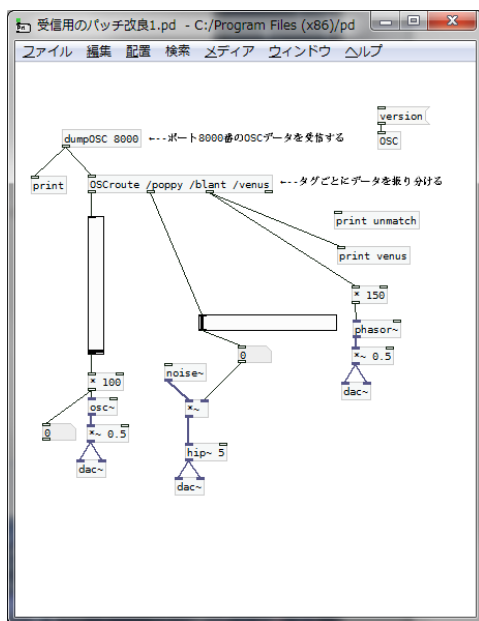 受信用のパッチ改良1.pd - C:/Program Files (x86)/pd
ファイル 編集 配置 検索 メディア ウィンドウ ヘルプ
version
dumpOSC 8000 ←--ポート8000番のOSCデータを受信する
OSC
print
OSCroute /poppy /blant /venus ←--タグごとにデータを振り分ける
print unmatch
print venus
* 150
phasor~
0
*~ 0.5
noise~
* 100
dac~
osc~
*~
0
*~ 0.5
hip~ 5
dac~
dac~